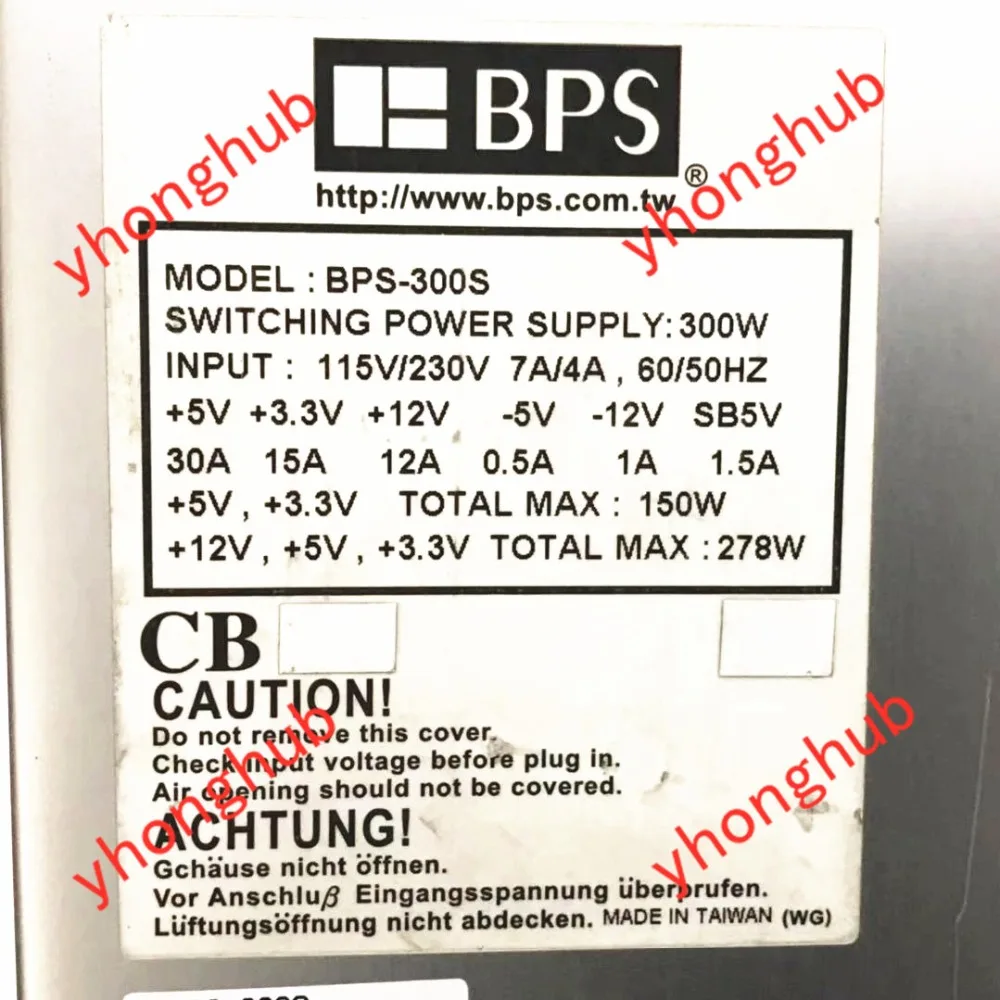 BPS
®
http://www.bps.com.tw
yhonghub
yhonghub
MODEL : BPS-300S
SWITCHING POWER SUPPLY: 300W
INPUT : 115V/230V 7A/4A , 60/50HZ
+5V +3.3V +12V -5V -12V SB5V
30A 15A 12A 0.5A 1A 1.5A
+5V , +3.3V TOTAL MAX : 150W
+12V , +5V , +3.3V TOTAL MAX : 278W
CB
CAUTION!
Do not remove this cover.
Check input voltage before plug in.
Air opening should not be covered.
yhonghub
yhonghub
ACHTUNG!
Gchäuse nicht öffnen.
Vor Anschluβ Eingangsspannung überprufen.
Lüftungsöffnung nicht abdecken. MADE IN TAIWAN (WG)